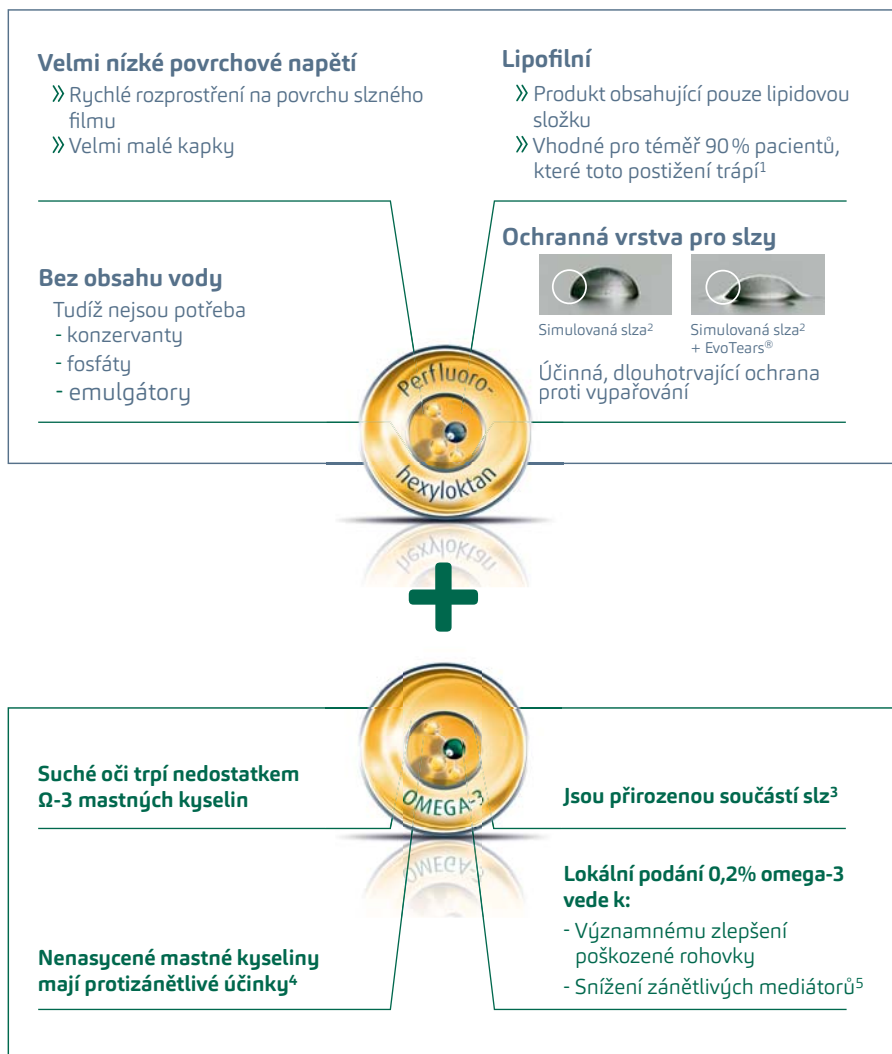 Velmi nízké povrchové napětí
» Rychlé rozprostření na povrchu slzného
filmu
» Velmi malé kapky
Lipofilní
» Produkt obsahující pouze lipidovou
složku
» Vhodné pro téměř 90% pacientů,
které toto postižení trápí¹
Bez obsahu vody
Tudíž nejsou potřeba
- konzervanty
- fosfáty
- emulgátory
Ochranná vrstva pro slzy
Simulovaná slza²
Simulovaná slza²
+ EvoTears®
Účinná, dlouhotrvající ochrana
proti vypařování
Perfluoro-
hexyloktan
hexyloktan
+
OMEGA-3
OMEGA-3
Suché oči trpí nedostatkem
Ω-3 mastných kyselin
Jsou přirozenou součástí slz³
Nenasycené mastné kyseliny
mají protizánětlivé účinky⁴
Lokální podání 0,2% omega-3
vede k:
- Významnému zlepšení
poškozené rohovky
- Snížení zánětlivých mediátorů⁵